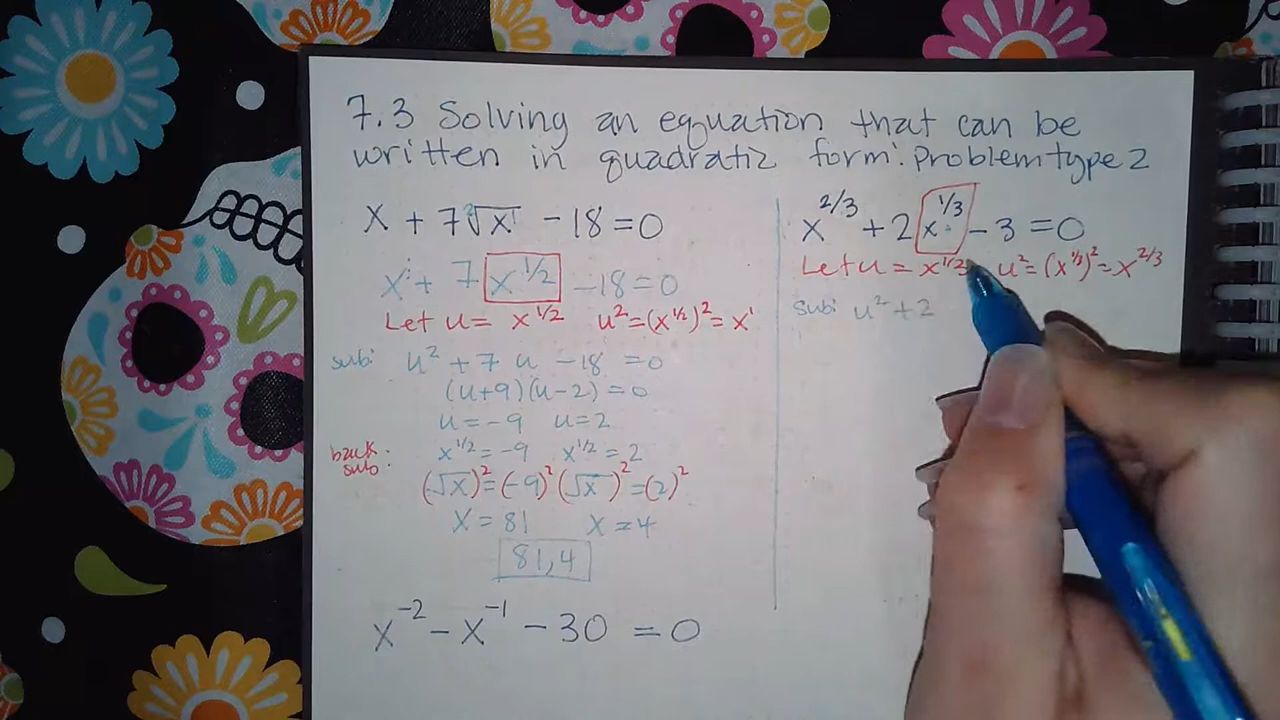 7.3 Solving an equation that can be
written in quadratic form: Problem type 2
x + 7√x - 18 = 0
x¹ + 7 x^1/2 - 18 = 0
Let u = x^1/2 u² = (x^1/2)² = x¹
sub: u² + 7 u - 18 = 0
(u+9)(u-2) = 0
u = -9 u = 2
back sub: x^1/2 = -9 x^1/2 = 2
(√x)² = (-9)² (√x)² = (2)²
x = 81 x = 4
81, 4
x^-2 - x^-1 - 30 = 0
x^2/3 + 2 x^1/3 - 3 = 0
Let u = x^1/3 u² = (x^1/3)² = x^2/3
sub: u² + 2